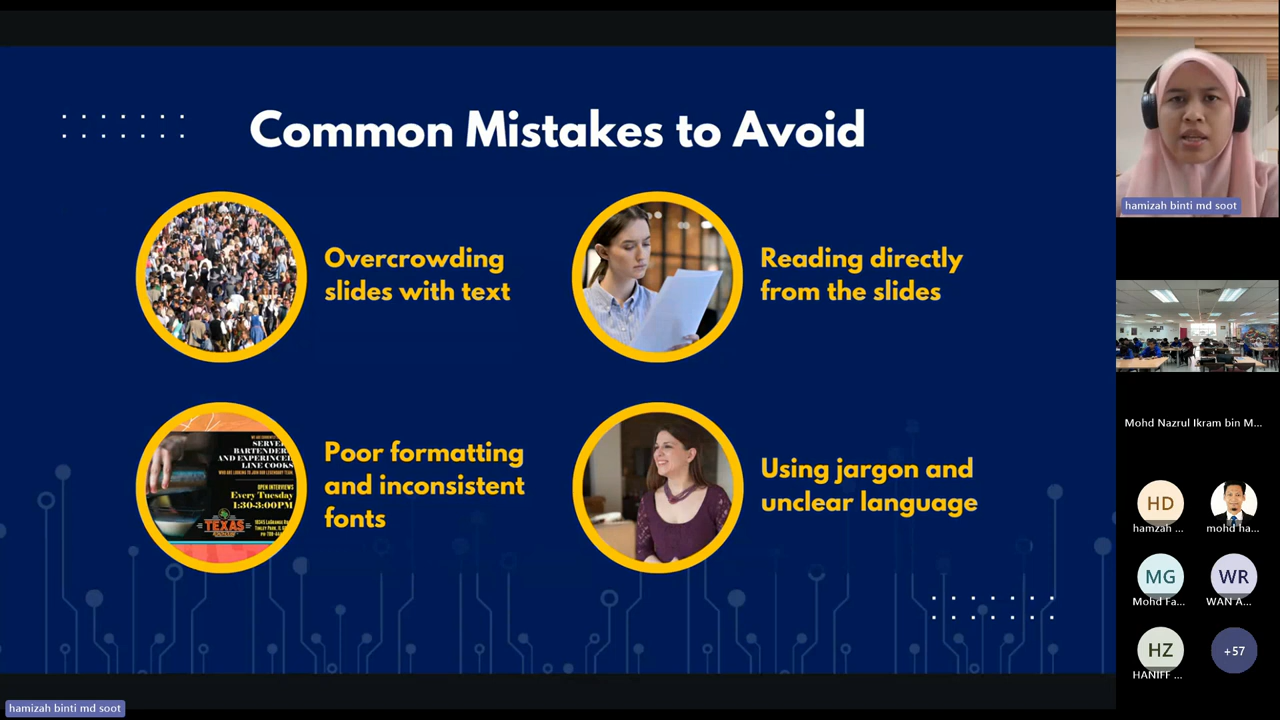 Common Mistakes to Avoid
Overcrowding
slides with text
Reading directly
from the slides
SERVER
BARTENDER
AND EXPERINCED
LINE COOKS
OPEN INTERVIEWS
Every Tuesday
1:30-3:00PM
TEXAS
Poor formatting
and inconsistent
fonts
Using jargon and
unclear language
hamizah binti md soot
hamizah binti md soot
Mohd Nazrul Ikram bin M...
HD
hamzah ...
mohd ha...
MG
Mohd Fa...
WR
WAN A...
HZ
HANIFF ...
+57